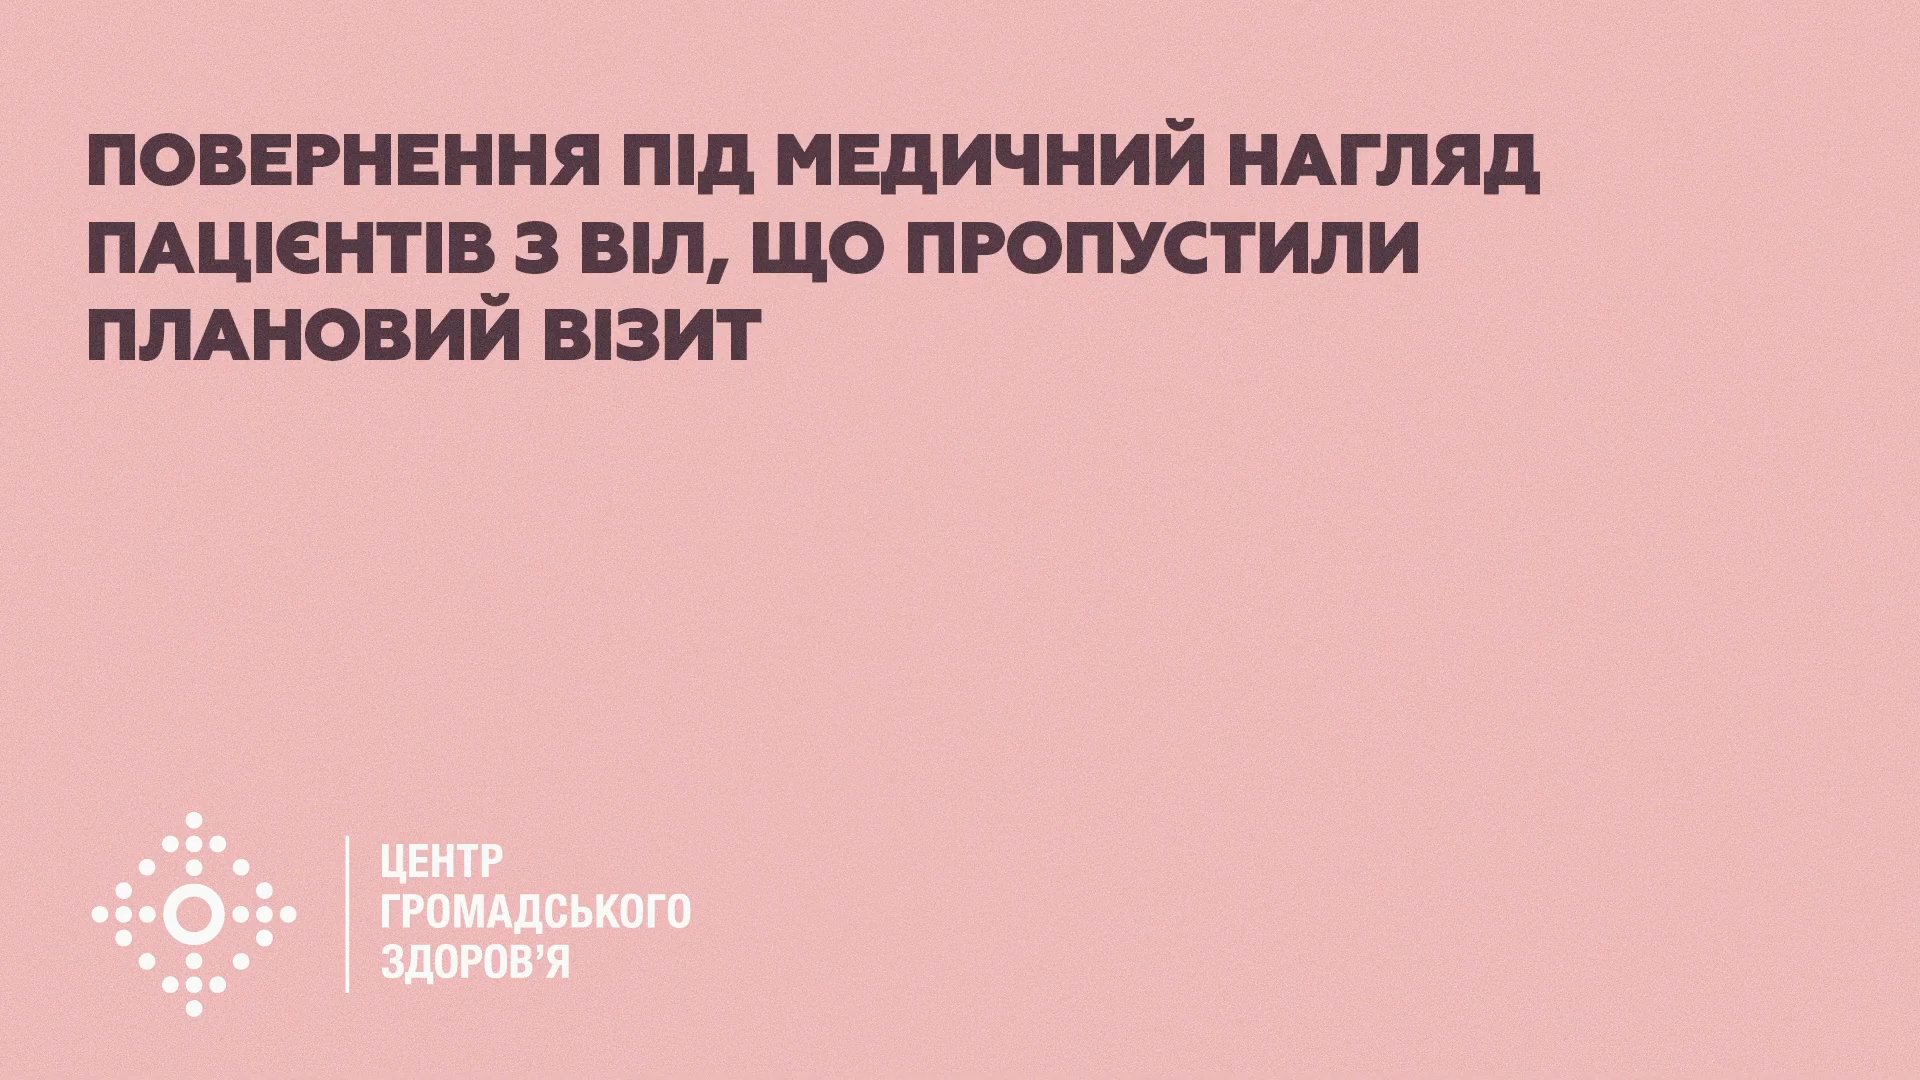 ПОВЕРНЕННЯ ПІД МЕДИЧНИЙ НАГЛЯД
ПАЦІЄНТІВ З ВІЛ, ЩО ПРОПУСТИЛИ
ПЛАНОВИЙ ВІЗИТ
ЦЕНТР
ГРОМАДСЬКОГО
ЗДОРОВ’Я